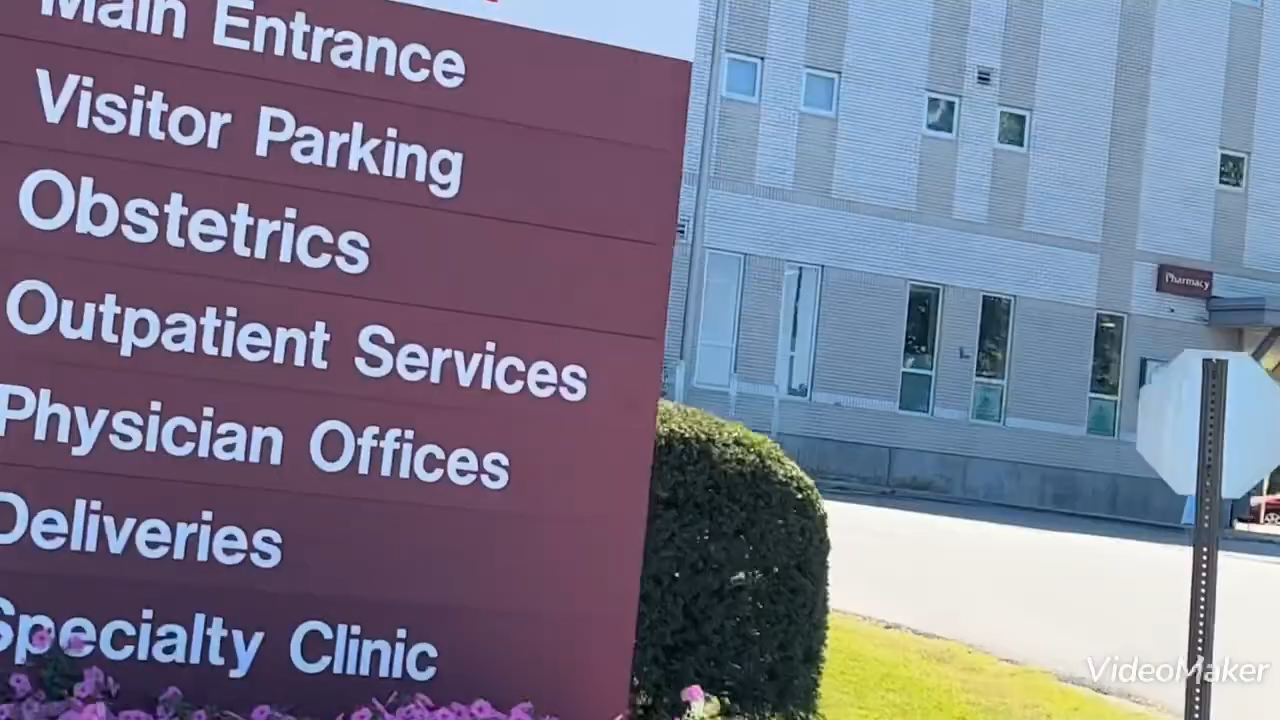 Main Entrance
Visitor Parking
Obstetrics
Outpatient Services
Physician Offices
Deliveries
Specialty Clinic
Pharmacy
VideoMaker